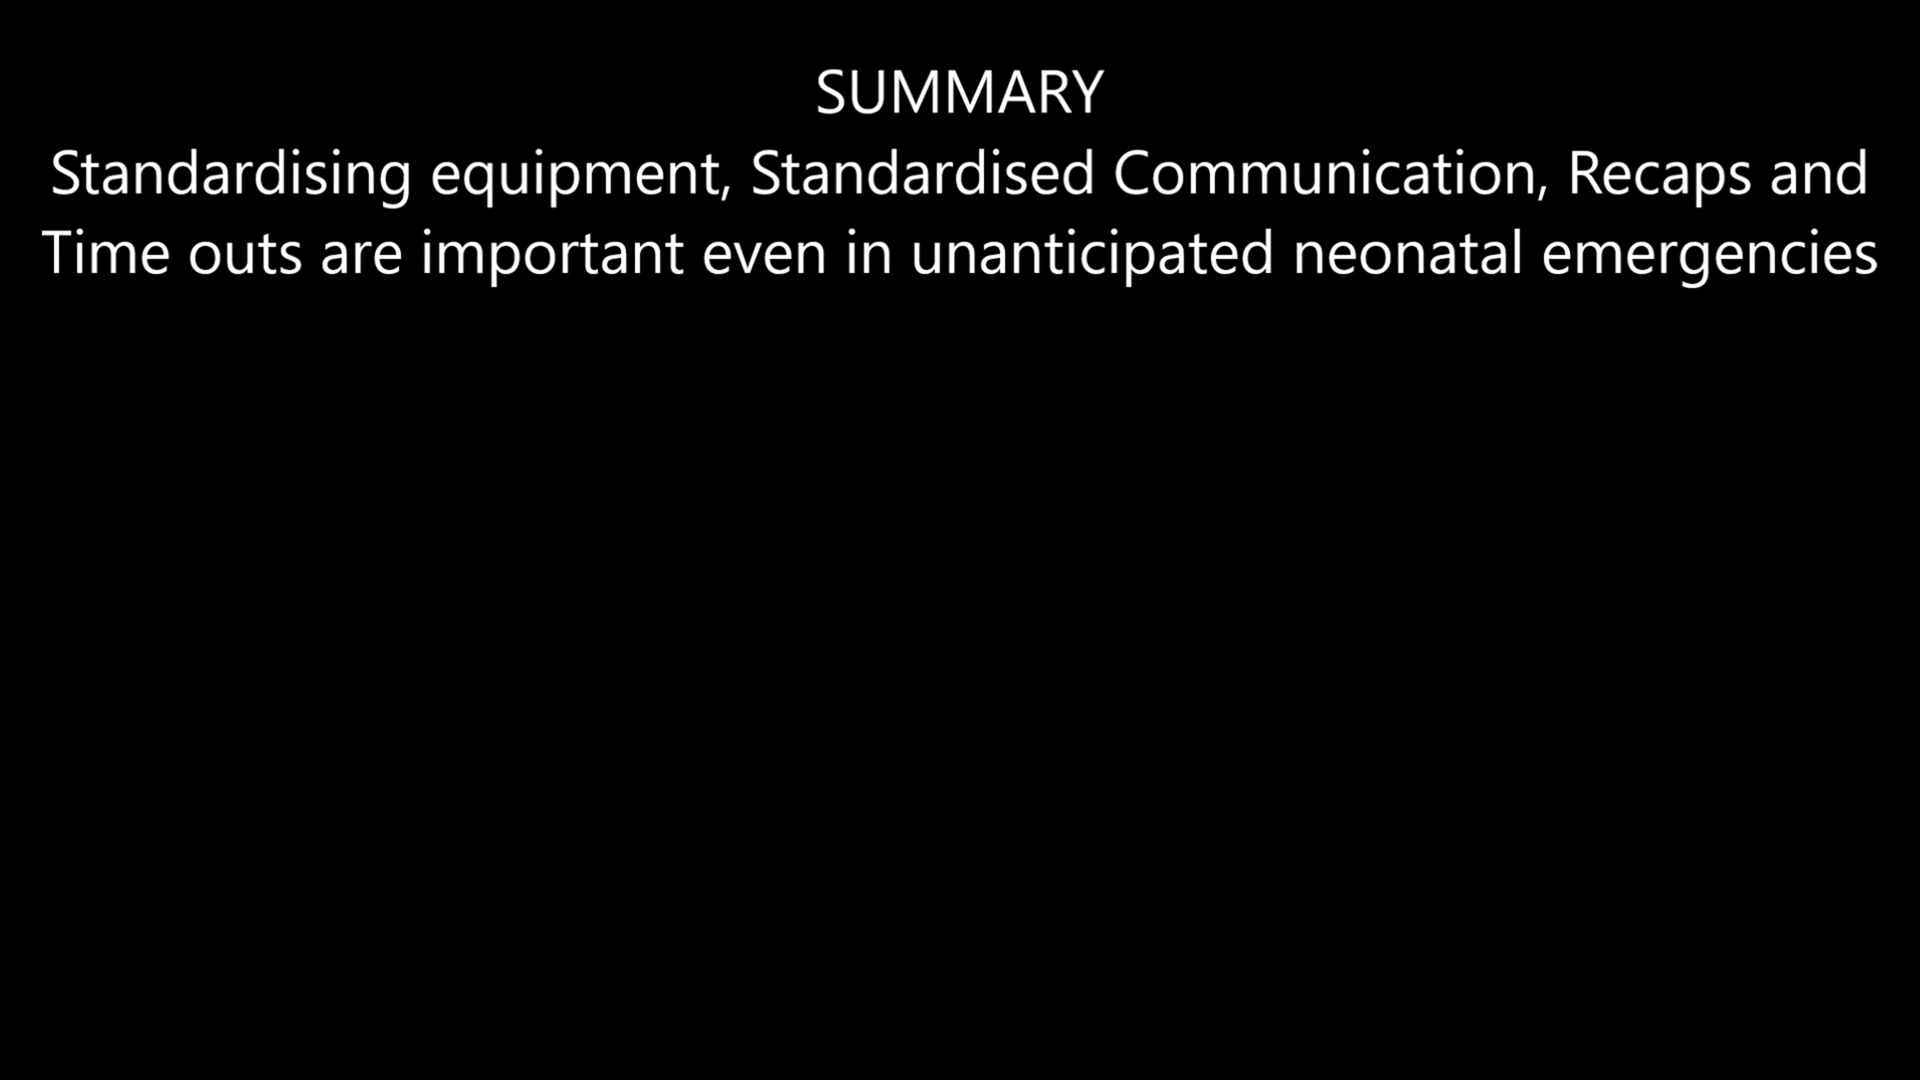 SUMMARY
Standardising equipment, Standardised Communication, Recaps and
Time outs are important even in unanticipated neonatal emergencies